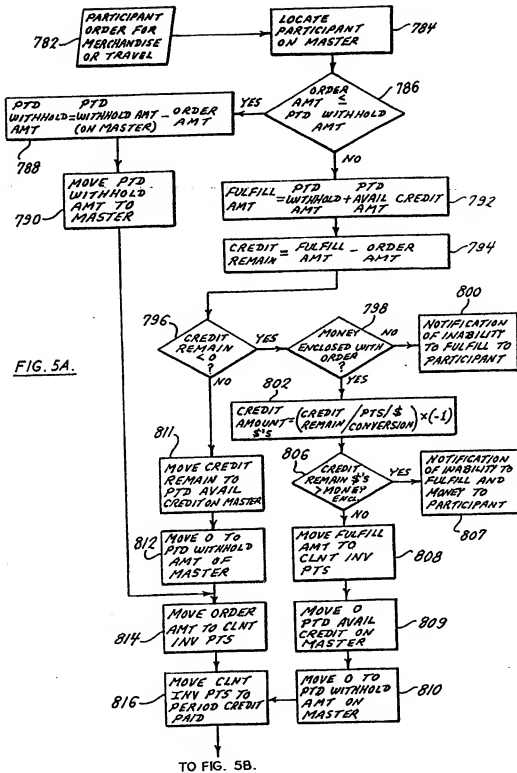 PARTICIPANT
ORDER FOR
MERCHANDISE
OR TRAVEL
782
LOCATE
PARTICIPANT
ON MASTER
784
ORDER
AMT ≤
PTD WITHHOLD
AMT
786
YES
NO
PTD PTD
WITHHOLD=WITHHOLD AMT - ORDER
AMT (ON MASTER) AMT
788
MOVE PTD
WITHHOLD
AMT TO
MASTER
790
PTD PTD
FULFILL =WITHHOLD+AVAIL CREDIT
AMT AMT AMT
792
CREDIT = FULFILL - ORDER
REMAIN AMT AMT
794
796
CREDIT
REMAIN
<0
?
YES
NO
798
MONEY
ENCLOSED WITH
ORDER
?
NO
YES
800
NOTIFICATION
OF INABILITY
TO FULFILL TO
PARTICIPANT
FIG. 5A.
802
CREDIT
AMOUNT=(CREDIT REMAIN/PTS/$ CONVERSION)×(-1)
$'S
806
CREDIT
REMAIN $'S
>MONEY
ENCL.
YES
NO
NOTIFICATION
OF INABILITY TO
FULFILL AND
MONEY TO
PARTICIPANT
807
811
MOVE CREDIT
REMAIN TO
PTD AVAIL
CREDIT ON MASTER
812
MOVE 0 TO
PTD WITHHOLD
AMT OF
MASTER
MOVE FULFILL
AMT TO
CLNT INV
PTS
808
814
MOVE ORDER
AMT TO CLNT
INV PTS
MOVE 0
PTD AVAIL
CREDIT ON
MASTER
809
816
MOVE CLNT
INV PTS TO
PERIOD CREDIT
PAID
MOVE 0 TO
PTD WITHHOLD
AMT ON
MASTER
810
TO FIG. 5B.